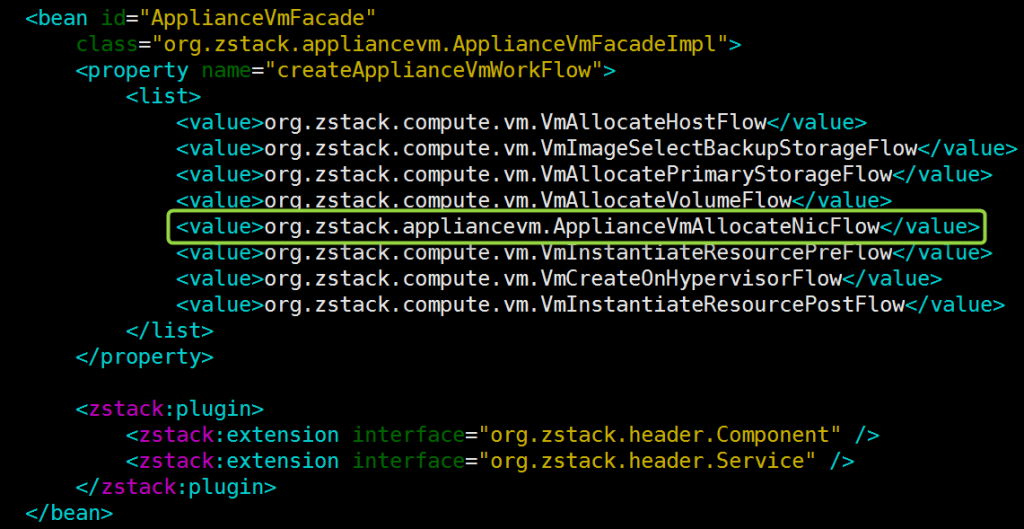 <bean id="ApplianceVmFacade"
    class="org.zstack.appliancevm.ApplianceVmFacadeImpl">
    <property name="createApplianceVmWorkFlow">
        <list>
            <value>org.zstack.compute.vm.VmAllocateHostFlow</value>
            <value>org.zstack.compute.vm.VmImageSelectBackupStorageFlow</value>
            <value>org.zstack.compute.vm.VmAllocatePrimaryStorageFlow</value>
            <value>org.zstack.compute.vm.VmAllocateVolumeFlow</value>
            <value>org.zstack.appliancevm.ApplianceVmAllocateNicFlow</value>
            <value>org.zstack.compute.vm.VmInstantiateResourcePreFlow</value>
            <value>org.zstack.compute.vm.VmCreateOnHypervisorFlow</value>
            <value>org.zstack.compute.vm.VmInstantiateResourcePostFlow</value>
        </list>
    </property>

    <zstack:plugin>
        <zstack:extension interface="org.zstack.header.Component" />
        <zstack:extension interface="org.zstack.header.Service" />
    </zstack:plugin>
</bean>